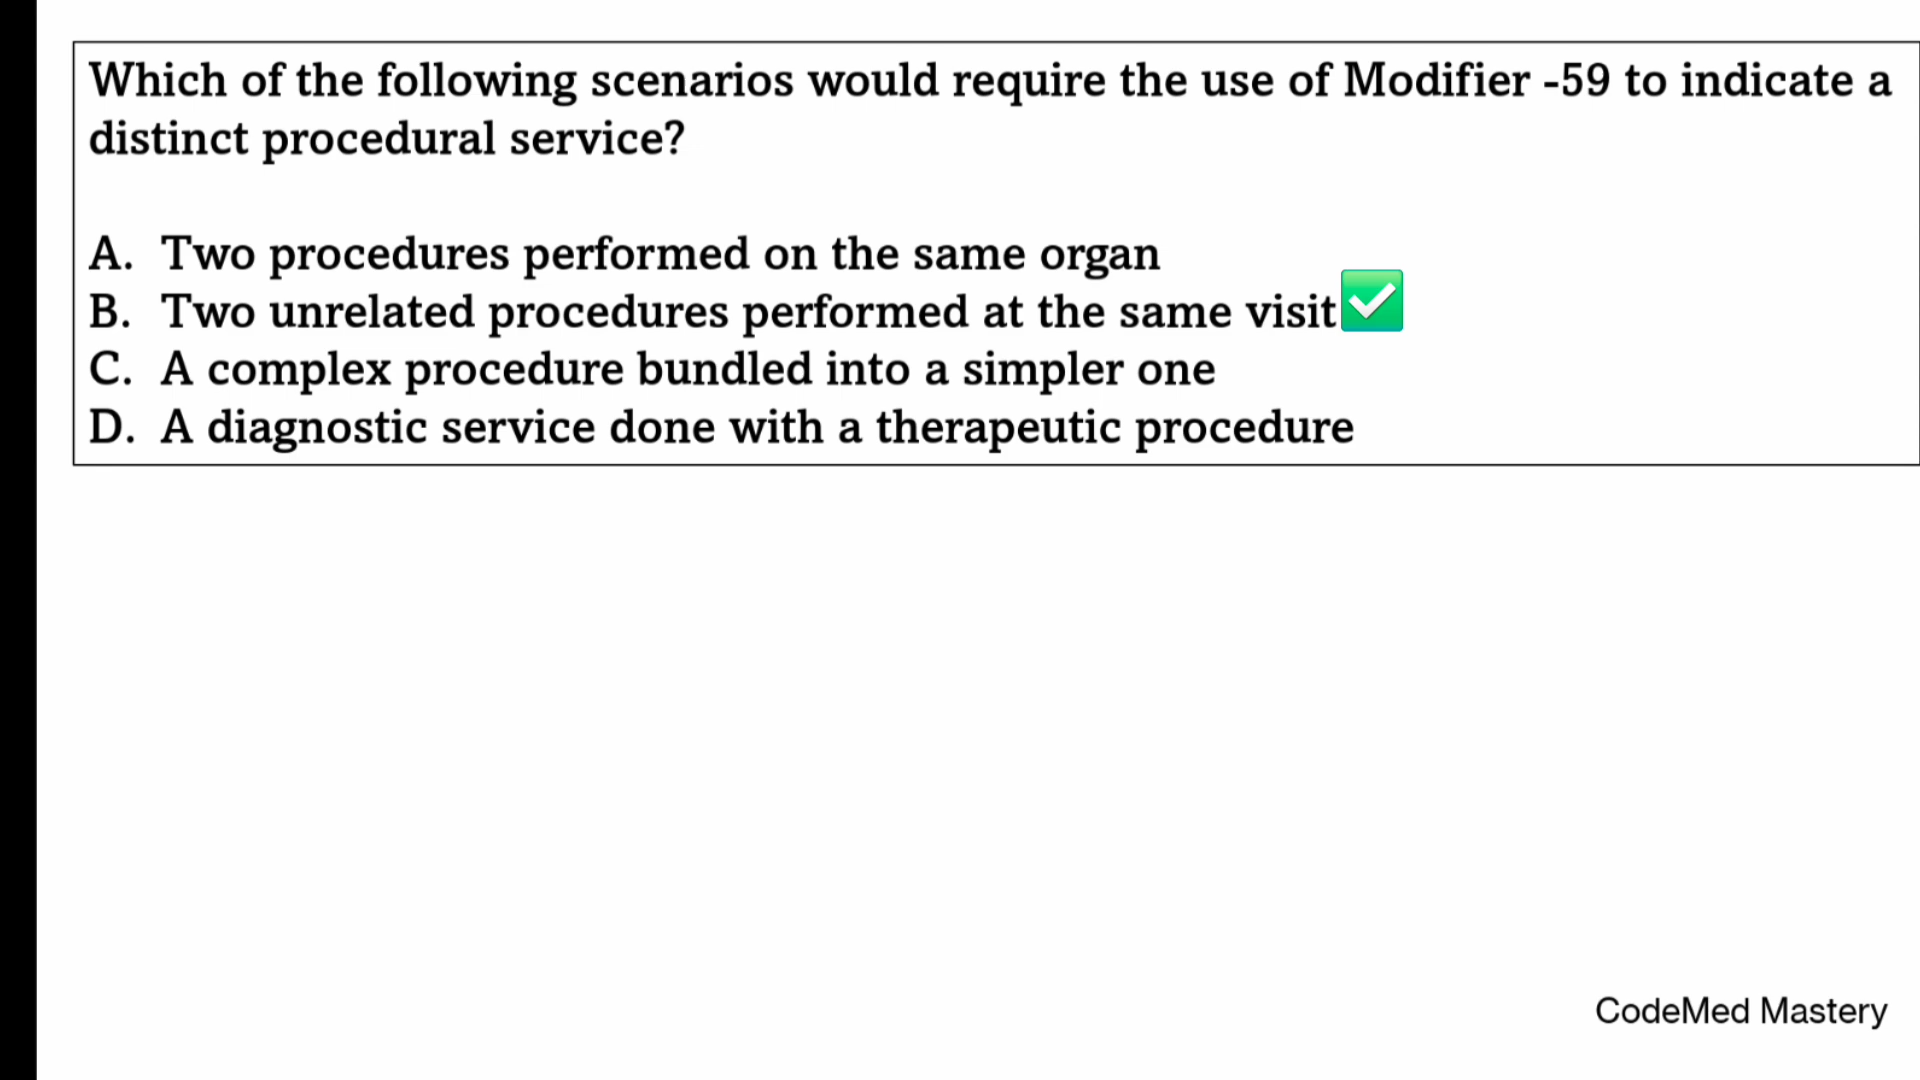 Which of the following scenarios would require the use of Modifier -59 to indicate a
distinct procedural service?
A. Two procedures performed on the same organ
B. Two unrelated procedures performed at the same visit
C. A complex procedure bundled into a simpler one
D. A diagnostic service done with a therapeutic procedure
CodeMed Mastery